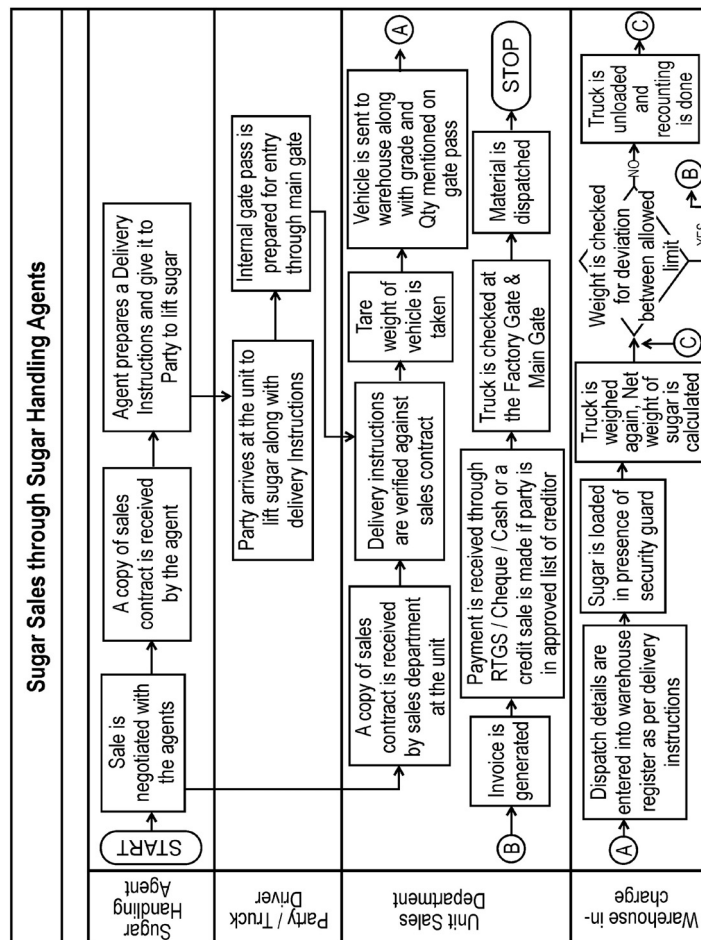 Sugar Sales through Sugar Handling Agents
Sugar
Handling
Agent
START
Sale is
negotiated with
the agents
A copy of sales
contract is received
by the agent
Agent prepares a Delivery
Instructions and give it to
Party to lift sugar
Party / Truck
Driver
Party arrives at the unit to
lift sugar along with
delivery Instructions
Internal gate pass is
prepared for entry
through main gate
Unit Sales
Department
A copy of sales
contract is received
by sales department
at the unit
Delivery instructions
are verified against
sales contract
Tare
weight of
vehicle is
taken
Vehicle is sent to
warehouse along
with grade and
Qty mentioned on
gate pass
A
B
Invoice is
generated
Payment is received through
RTGS / Cheque / Cash or a
credit sale is made if party is
in approved list of creditor
Truck is checked at
the Factory Gate &
Main Gate
Material is
dispatched
STOP
Warehouse in-
charge
A
Dispatch details are
entered into warehouse
register as per delivery
instructions
Sugar is loaded
in presence of
security guard
Truck is
weighed
again, Net
weight of
sugar is
calculated
C
Weight is checked
for deviation
between allowed
limit
NO
YES
B
Truck is
unloaded
and
recounting
is done
C